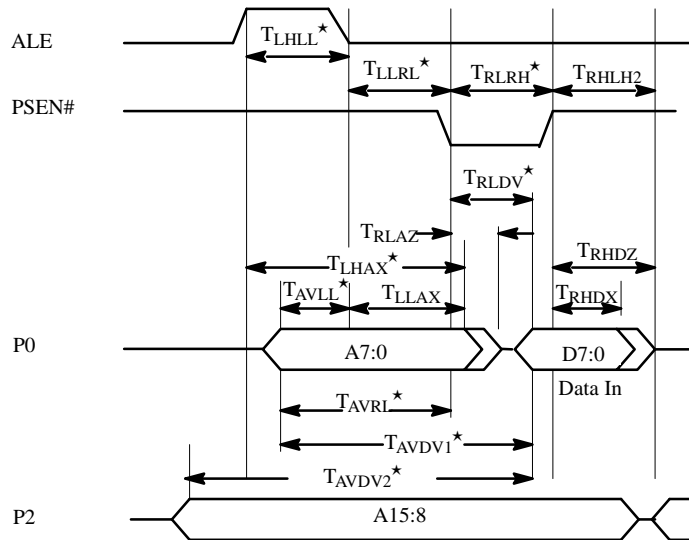 ALE
T_LHLL★
T_LLRL★ T_RLRH★ T_RHLH2
PSEN#
T_RLDV★
T_RLAZ
T_LHAX★ T_RHDZ
T_AVLL★ T_LLAX T_RHDX
P0 A7:0 D7:0
Data In
T_AVRL★
T_AVDV1★
T_AVDV2★
P2 A15:8